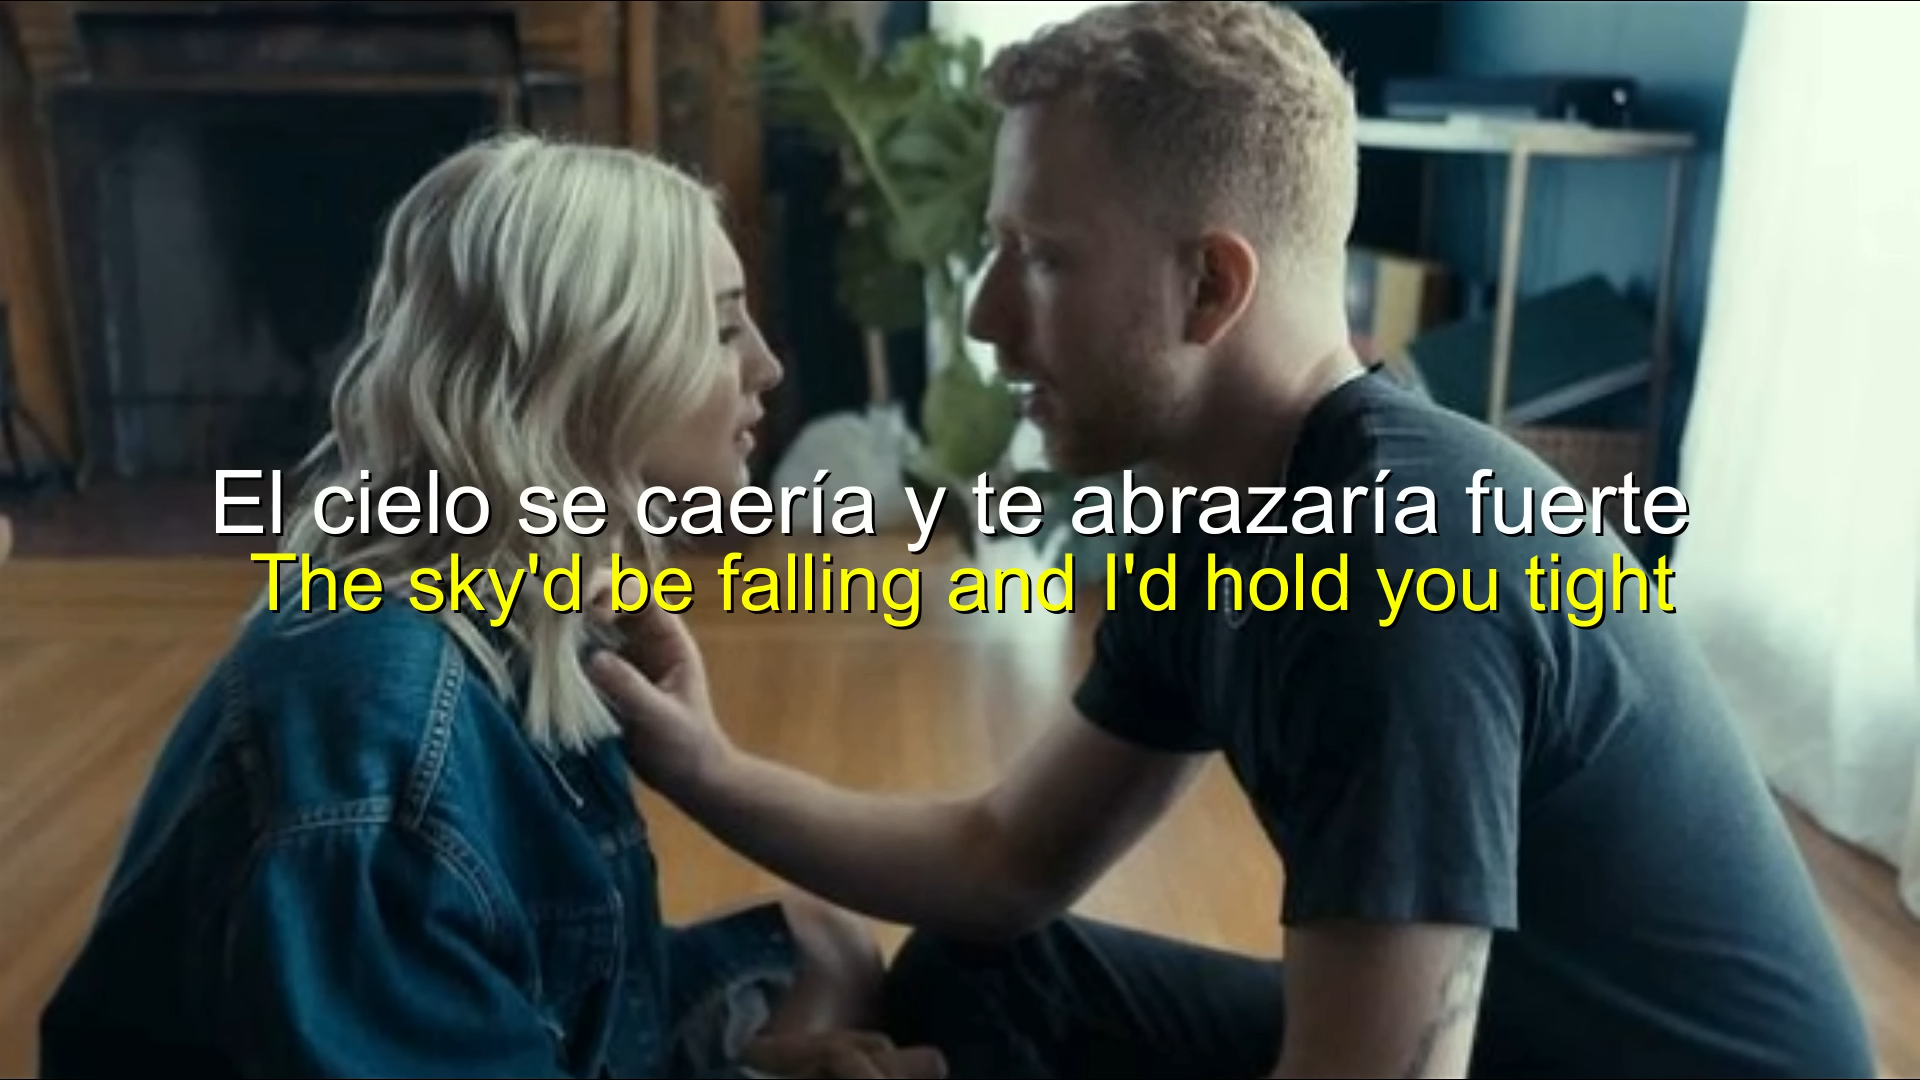 El cielo se caería y te abrazaría fuerte
The sky'd be falling and I'd hold you tight